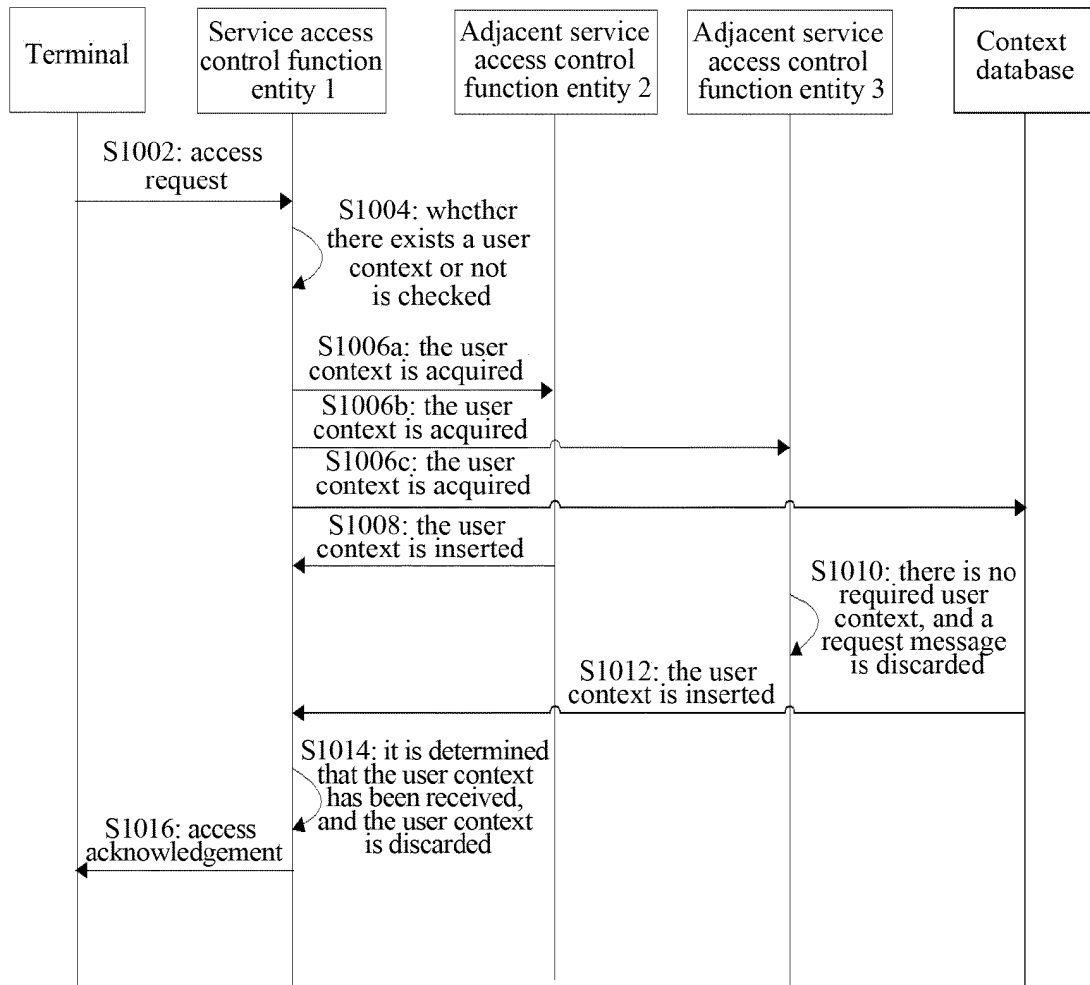 Terminal
Service access
control function
entity 1
Adjacent service
access control
function entity 2
Adjacent service
access control
function entity 3
Context
database
S1002: access
request
S1004: whether
there exists a user
context or not
is checked
S1006a: the user
context is acquired
S1006b: the user
context is acquired
S1006c: the user
context is acquired
S1008: the user
context is inserted
S1010: there is no
required user
context, and a
request message
is discarded
S1012: the user
context is inserted
S1014: it is determined
that the user context
has been received,
and the user context
is discarded
S1016: access
acknowledgement